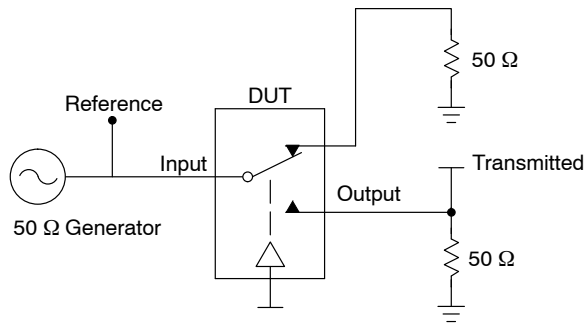 50 Ω
DUT
Reference
Input
Transmitted
Output
50 Ω Generator
50 Ω